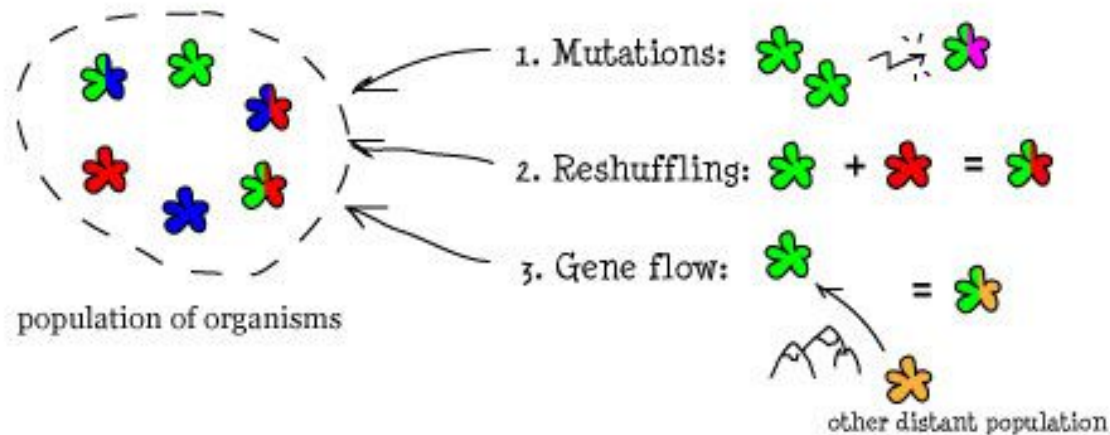 1. Mutations:
2. Reshuffling: + =
3. Gene flow:
=
population of organisms
other distant population